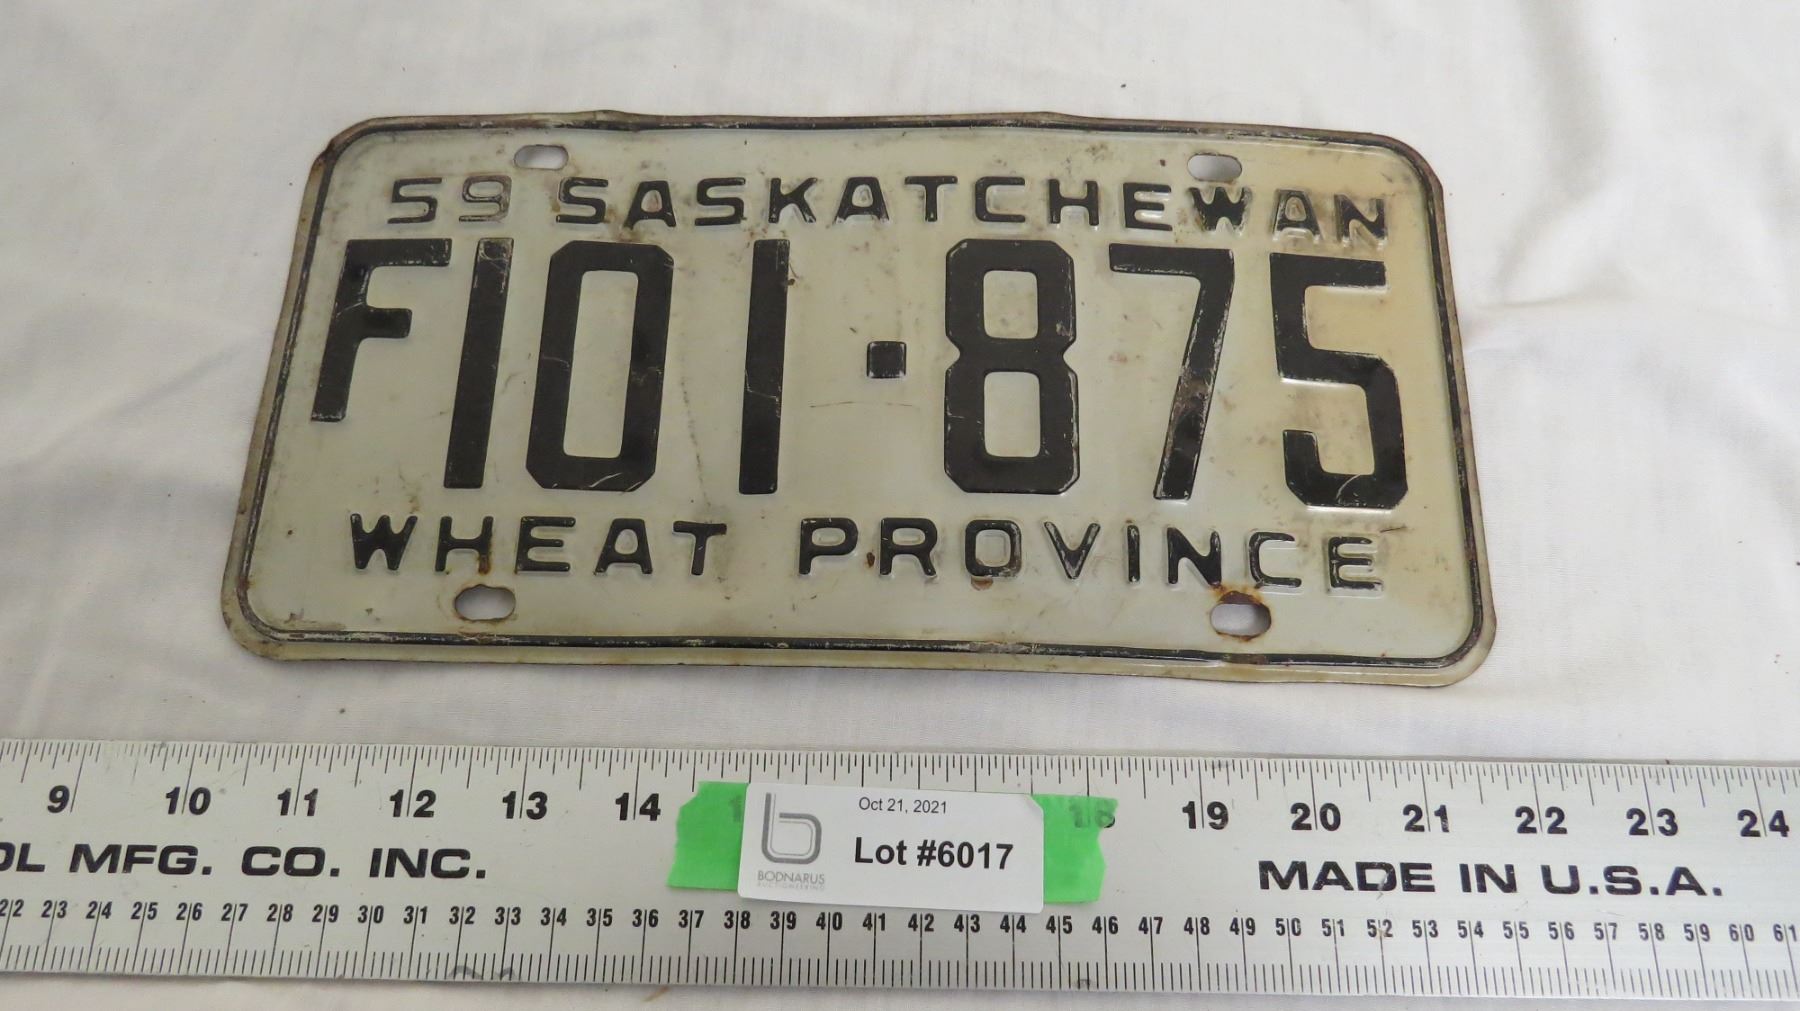 59 SASKATCHEWAN
F101·875
WHEAT PROVINCE
9 10 11 12 13 14 18 19 20 21 22 23 24
Oct 21, 2021
Lot #6017
BODNARUS
AUCTIONEERING
OL MFG. CO. INC.
MADE IN U.S.A.
22 23 24 25 26 27 28 29 30 31 32 33 34 35 36 37 38 39 40 41 42 43 44 45 46 47 48 49 50 51 52 53 54 55 56 57 58 59 60 61